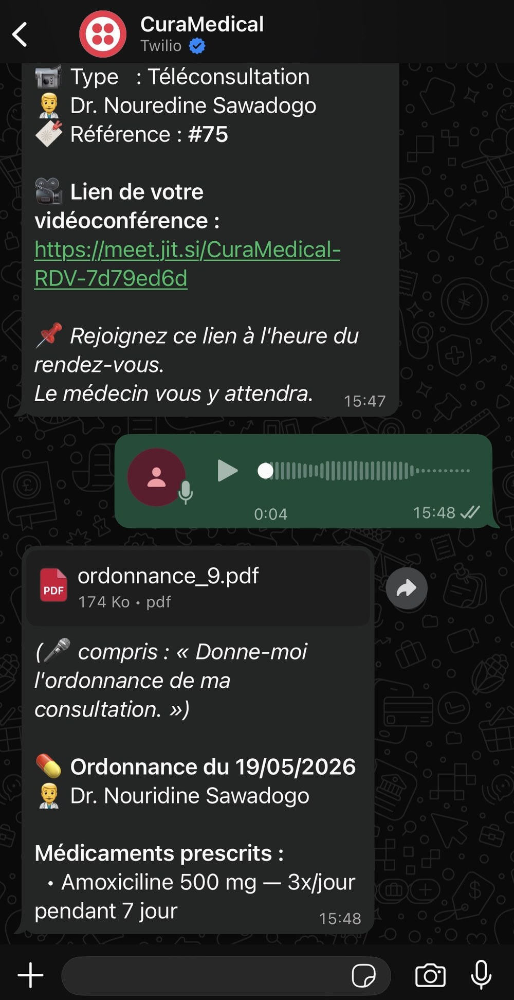 CuraMedical
Twilio
Type : Téléconsultation
Dr. Nouredine Sawadogo
Référence : #75
Lien de votre
vidéoconférence :
https://meet.jit.si/CuraMedical-
RDV-7d79ed6d
Rejoignez ce lien à l'heure du
rendez-vous.
Le médecin vous y attendra.
15:47
0:04
15:48
PDF
ordonnance_9.pdf
174 Ko • pdf
(🎤 compris : « Donne-moi
l'ordonnance de ma
consultation. »)
Ordonnance du 19/05/2026
Dr. Nouridine Sawadogo
Médicaments prescrits :
• Amoxiciline 500 mg — 3x/jour
pendant 7 jour
15:48